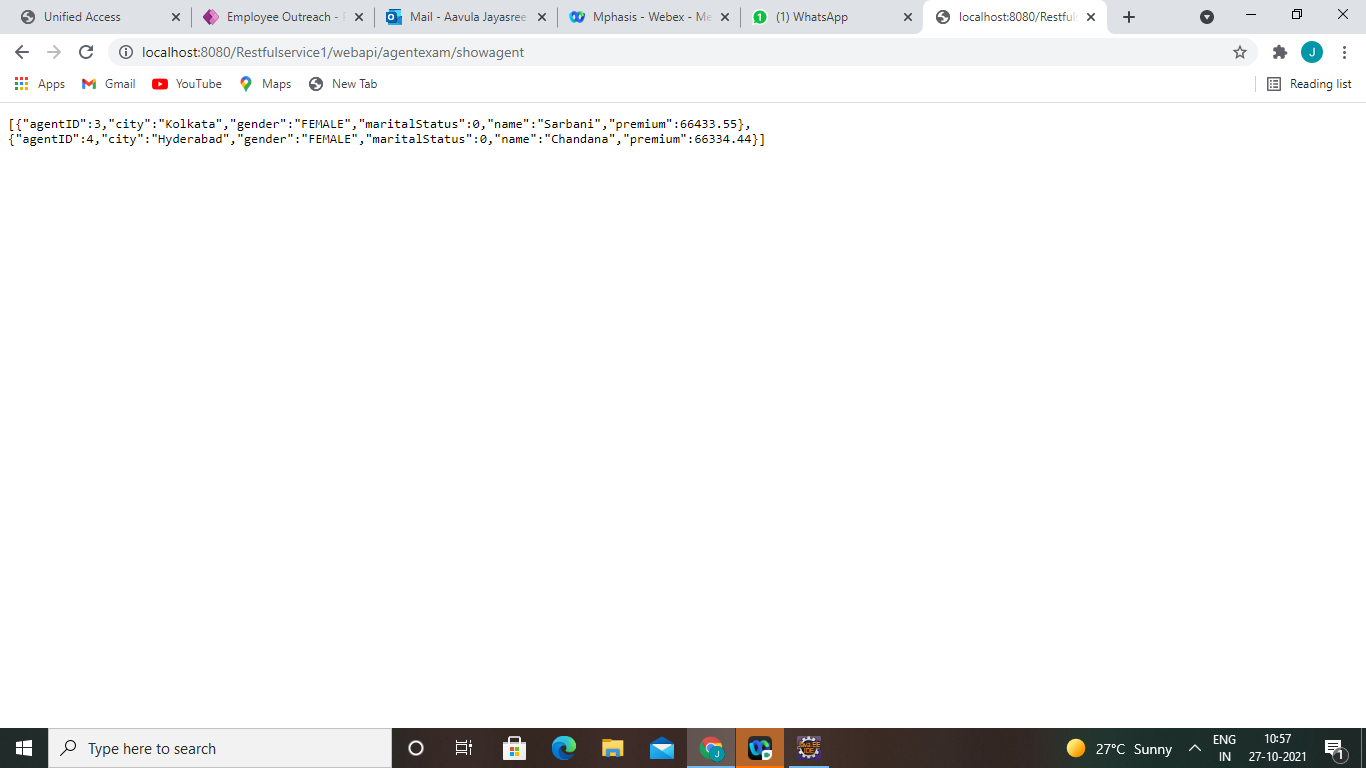 Unified Access
Employee Outreach -
Mail - Aavula Jayasree
Mphasis - Webex - Me
(1) WhatsApp
localhost:8080/Restful
localhost:8080/Restfulservice1/webapi/agentexam/showagent
J
Apps
Gmail
YouTube
Maps
New Tab
Reading list
[{"agentID":3,"city":"Kolkata","gender":"FEMALE","maritalStatus":0,"name":"Sarbani","premium":66433.55},
{"agentID":4,"city":"Hyderabad","gender":"FEMALE","maritalStatus":0,"name":"Chandana","premium":66334.44}]
Type here to search
J
Java EE
IDE
27°C Sunny
ENG
IN
10:57
27-10-2021
1